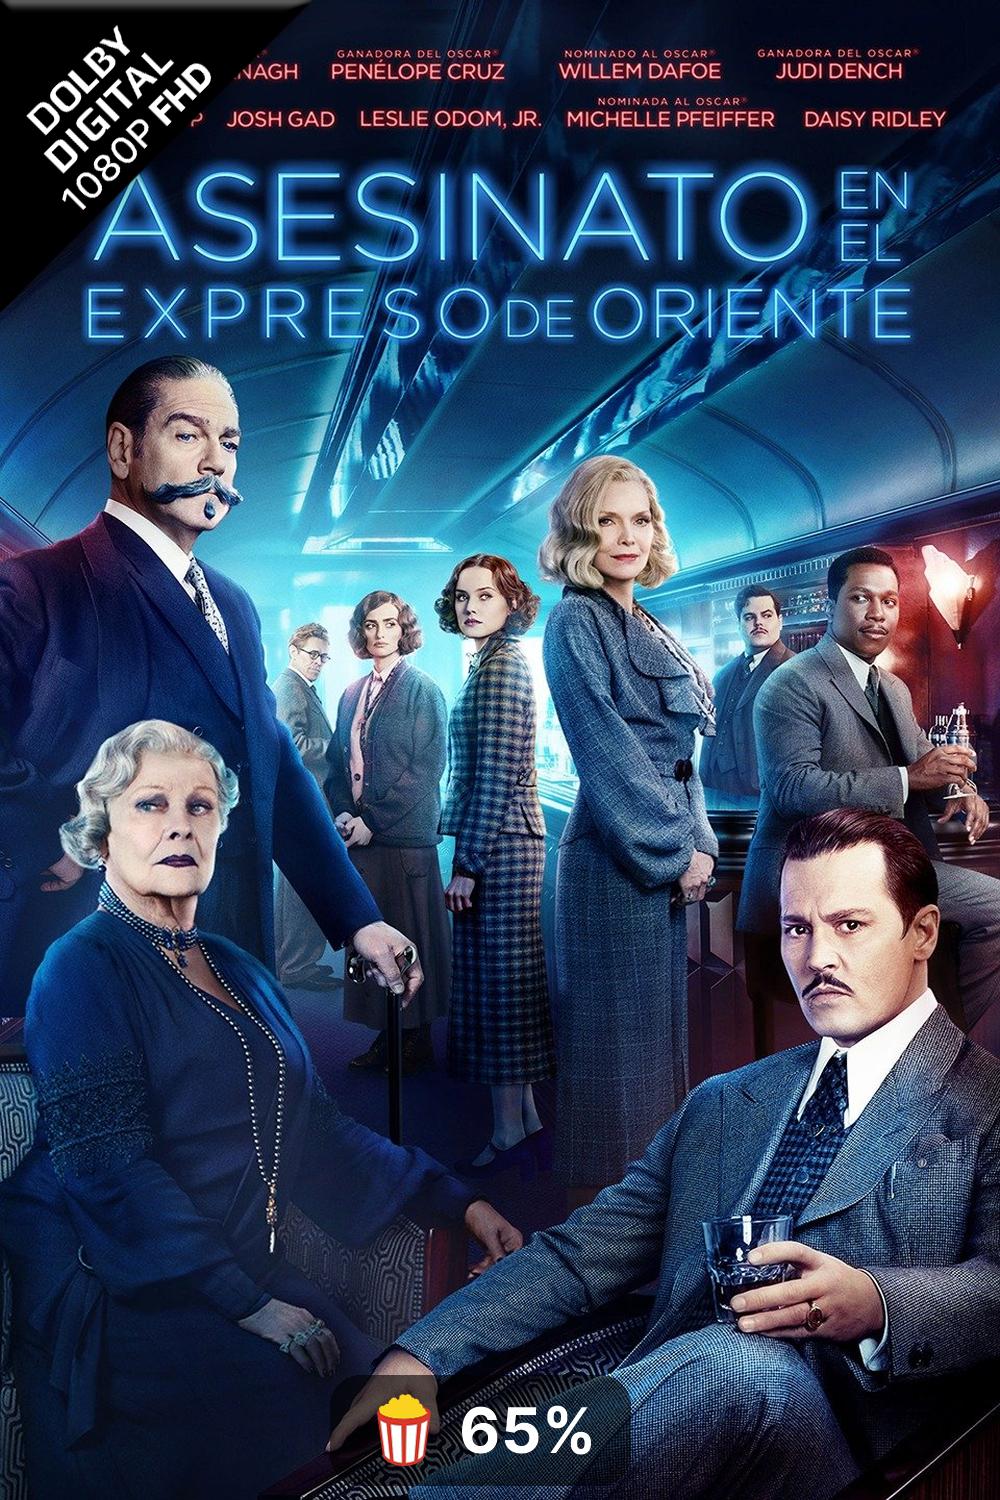 DOLBY
DIGITAL
1080P FHD
GANADORA DEL OSCAR® NOMINADO AL OSCAR® GANADORA DEL OSCAR®
PENÉLOPE CRUZ WILLEM DAFOE JUDI DENCH
NOMINADA AL OSCAR®
JOSH GAD LESLIE ODOM, JR. MICHELLE PFEIFFER DAISY RIDLEY
ASESINATO EN EL
EXPRESO DE ORIENTE
65%